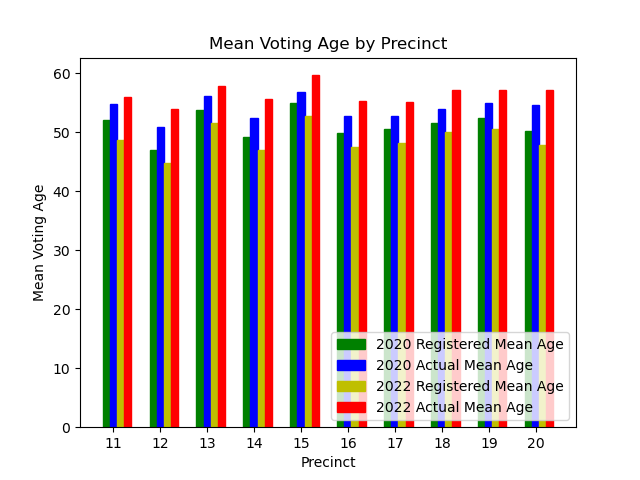 Mean Voting Age by Precinct
60
50
40
30
20
10
0
Mean Voting Age
2020 Registered Mean Age
2020 Actual Mean Age
2022 Registered Mean Age
2022 Actual Mean Age
11 12 13 14 15 16 17 18 19 20
Precinct